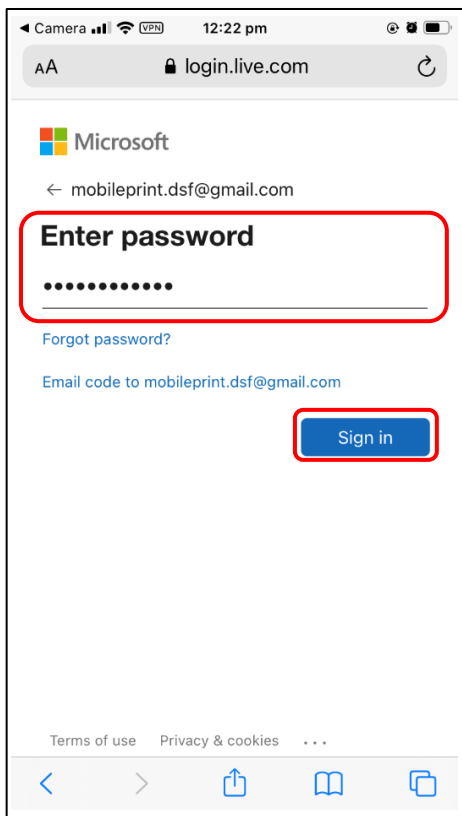 Camera VPN 12:22 pm
AA login.live.com
Microsoft
← mobileprint.dsf@gmail.com
Enter password
••••••••••••
Forgot password?
Email code to mobileprint.dsf@gmail.com
Sign in
Terms of use Privacy & cookies ...